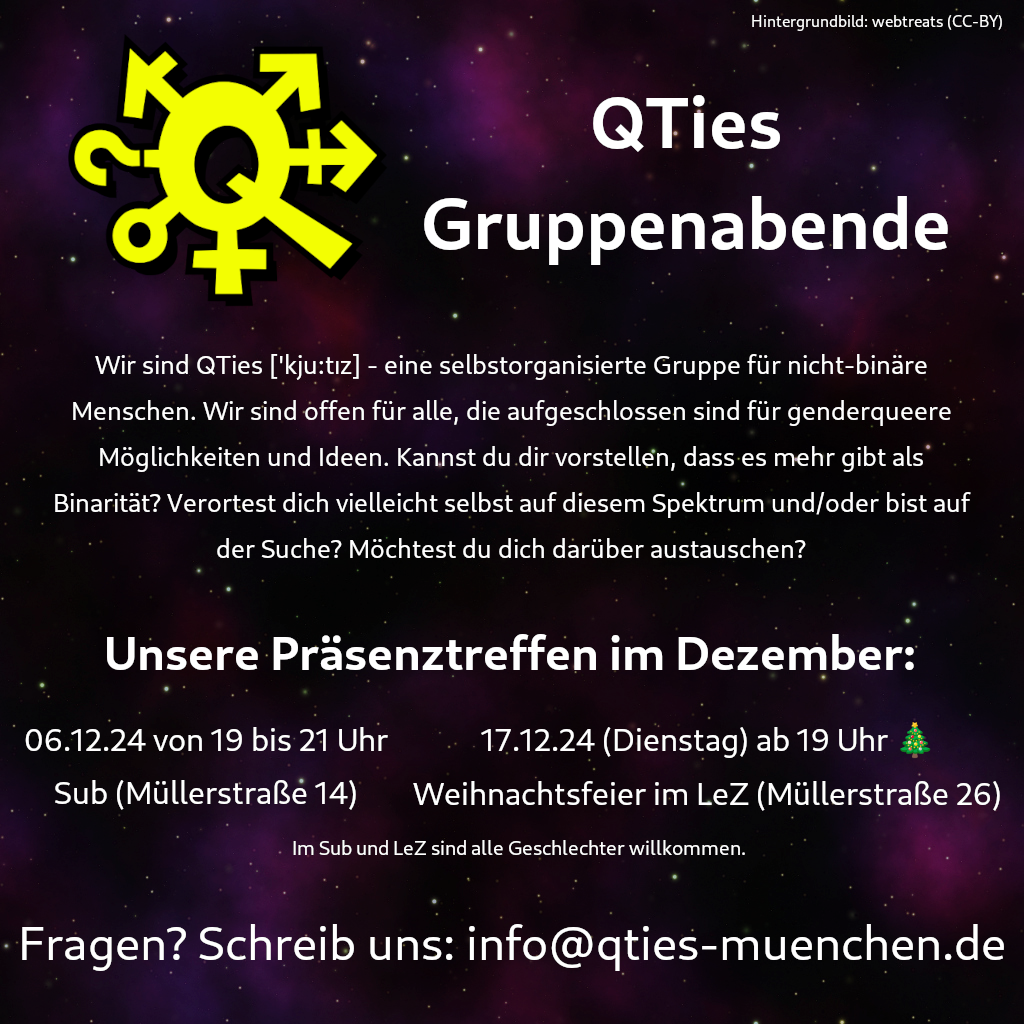 Hintergrundbild: webtreats (CC-BY)
QTies
Gruppenabende
Wir sind QTies ['kju:tız] - eine selbstorganisierte Gruppe für nicht-binäre
Menschen. Wir sind offen für alle, die aufgeschlossen sind für genderqueere
Möglichkeiten und Ideen. Kannst du dir vorstellen, dass es mehr gibt als
Binarität? Verortest dich vielleicht selbst auf diesem Spektrum und/oder bist auf
der Suche? Möchtest du dich darüber austauschen?
Unsere Präsenztreffen im Dezember:
06.12.24 von 19 bis 21 Uhr
Sub (Müllerstraße 14)
17.12.24 (Dienstag) ab 19 Uhr 🎄
Weihnachtsfeier im LeZ (Müllerstraße 26)
Im Sub und LeZ sind alle Geschlechter willkommen.
Fragen? Schreib uns: info@qties-muenchen.de